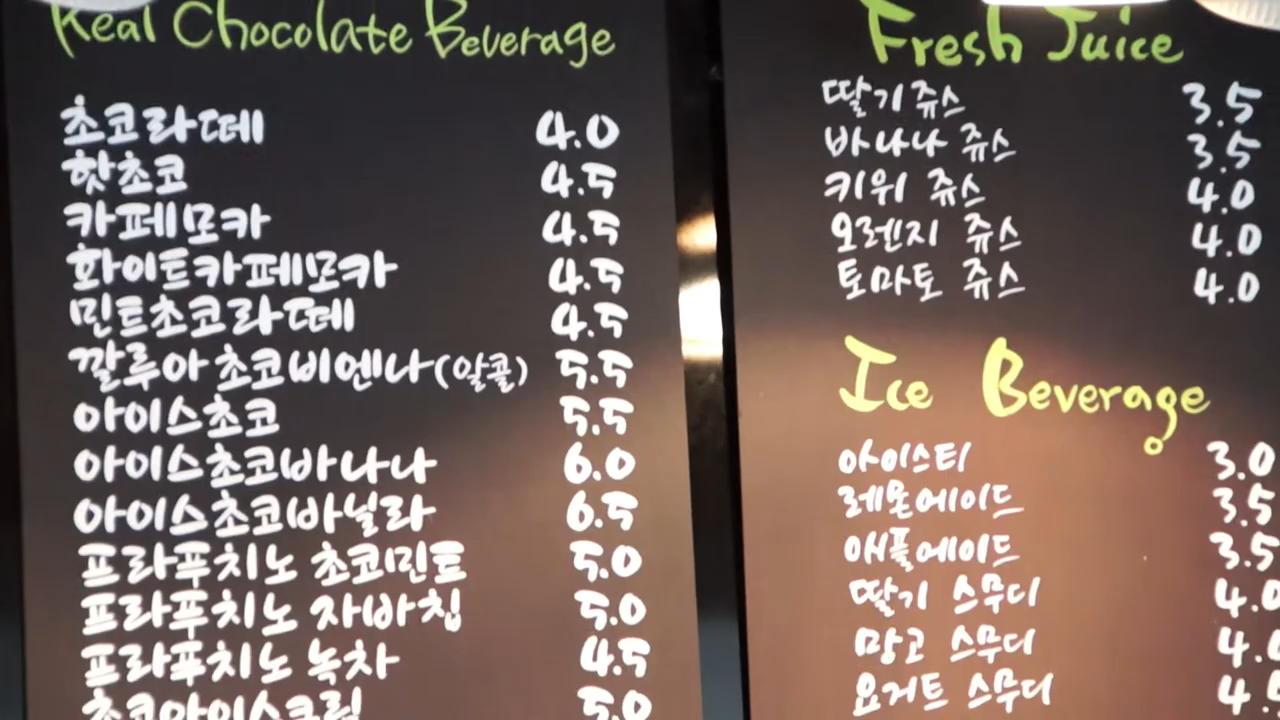 Real Chocolate Beverage
초코라떼 4.0
핫초코 4.5
카페모카 4.5
화이트카페모카 4.5
민트초코라떼 4.5
깔루아초코비엔나(알콜) 5.5
아이스초코 5.5
아이스초코바나나 6.0
아이스초코바닐라 6.5
프라푸치노 초코민트 5.0
프라푸치노 자바칩 5.0
프라푸치노 녹차 4.5
초코아이스크림 5.0
Fresh Juice
딸기쥬스 3.5
바나나 쥬스 3.5
키위 쥬스 4.0
오렌지 쥬스 4.0
토마토 쥬스 4.0
Ice Beverage
아이스티 3.0
레몬에이드 3.5
애플에이드 3.5
딸기 스무디 4.0
망고 스무디
요거트 스무디